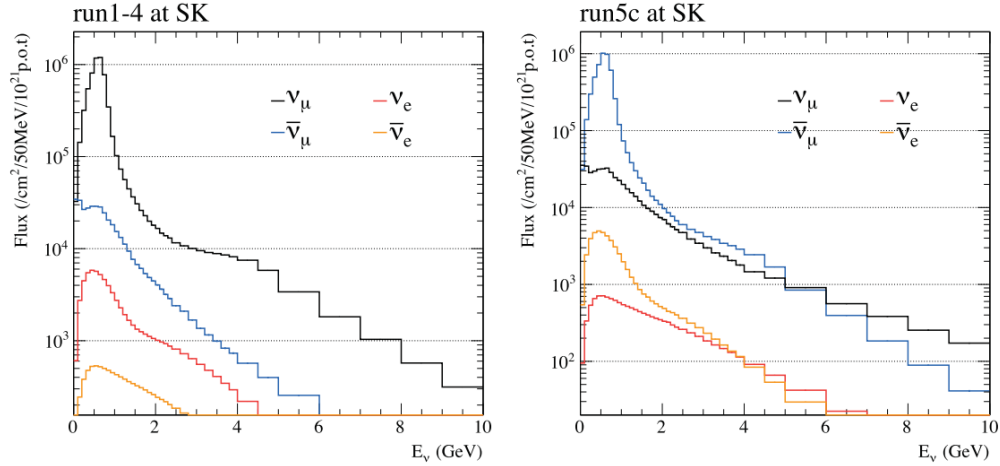 run1-4 at SK
Flux (/cm²/50MeV/10²¹p.o.t)
10⁶
10⁵
10⁴
10³
ν_μ
ν_e
ν̅_μ
ν̅_e
0 2 4 6 8 10
E_ν (GeV)
run5c at SK
Flux (/cm²/50MeV/10²¹p.o.t)
10⁶
10⁵
10⁴
10³
10²
ν_μ
ν_e
ν̅_μ
ν̅_e
0 2 4 6 8 10
E_ν (GeV)